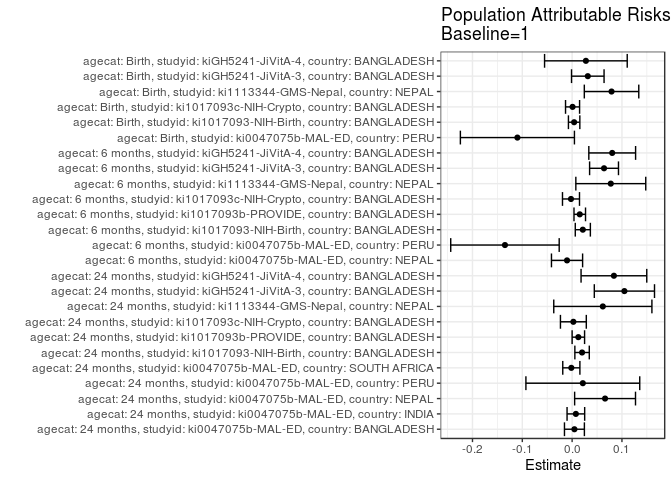 Population Attributable Risks
Baseline=1
agecat: Birth, studyid: kiGH5241-JiVitA-4, country: BANGLADESH
agecat: Birth, studyid: kiGH5241-JiVitA-3, country: BANGLADESH
agecat: Birth, studyid: ki1113344-GMS-Nepal, country: NEPAL
agecat: Birth, studyid: ki1017093c-NIH-Crypto, country: BANGLADESH
agecat: Birth, studyid: ki1017093-NIH-Birth, country: BANGLADESH
agecat: Birth, studyid: ki0047075b-MAL-ED, country: PERU
agecat: 6 months, studyid: kiGH5241-JiVitA-4, country: BANGLADESH
agecat: 6 months, studyid: kiGH5241-JiVitA-3, country: BANGLADESH
agecat: 6 months, studyid: ki1113344-GMS-Nepal, country: NEPAL
agecat: 6 months, studyid: ki1017093c-NIH-Crypto, country: BANGLADESH
agecat: 6 months, studyid: ki1017093b-PROVIDE, country: BANGLADESH
agecat: 6 months, studyid: ki1017093-NIH-Birth, country: BANGLADESH
agecat: 6 months, studyid: ki0047075b-MAL-ED, country: PERU
agecat: 6 months, studyid: ki0047075b-MAL-ED, country: NEPAL
agecat: 24 months, studyid: kiGH5241-JiVitA-4, country: BANGLADESH
agecat: 24 months, studyid: kiGH5241-JiVitA-3, country: BANGLADESH
agecat: 24 months, studyid: ki1113344-GMS-Nepal, country: NEPAL
agecat: 24 months, studyid: ki1017093c-NIH-Crypto, country: BANGLADESH
agecat: 24 months, studyid: ki1017093b-PROVIDE, country: BANGLADESH
agecat: 24 months, studyid: ki1017093-NIH-Birth, country: BANGLADESH
agecat: 24 months, studyid: ki0047075b-MAL-ED, country: SOUTH AFRICA
agecat: 24 months, studyid: ki0047075b-MAL-ED, country: PERU
agecat: 24 months, studyid: ki0047075b-MAL-ED, country: NEPAL
agecat: 24 months, studyid: ki0047075b-MAL-ED, country: INDIA
agecat: 24 months, studyid: ki0047075b-MAL-ED, country: BANGLADESH
-0.2 -0.1 0.0 0.1
Estimate